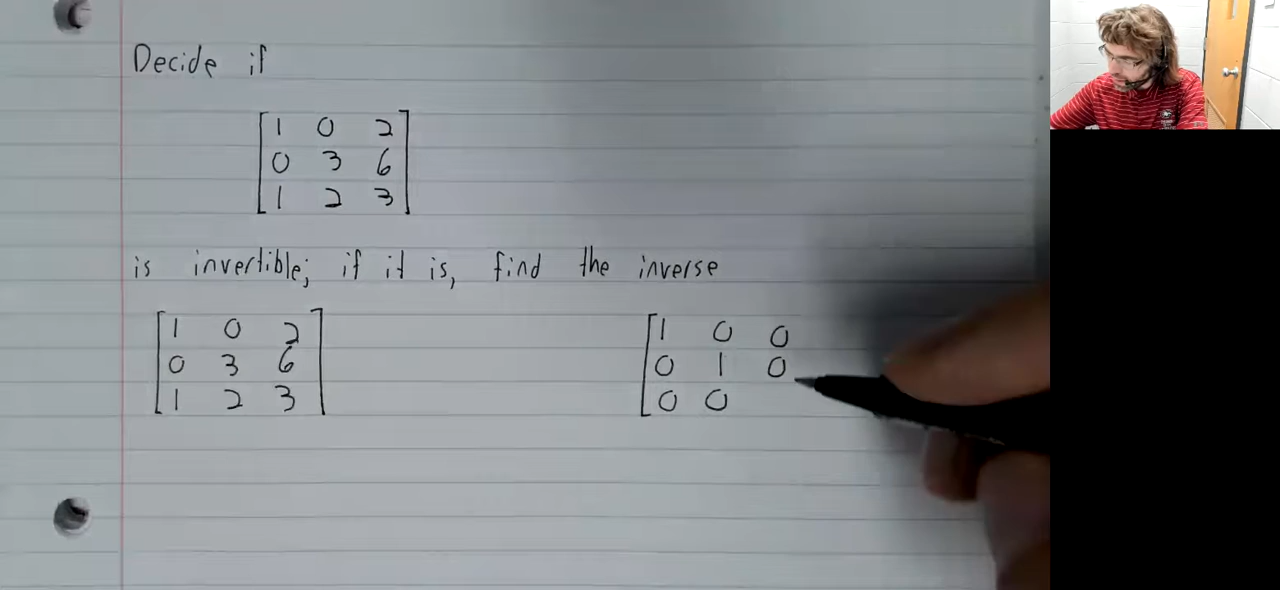 Decide if
1 0 2
0 3 6
1 2 3
is invertible; if it is, find the inverse
1 0 2 1 0 0
0 3 6 0 1 0
1 2 3 0 0